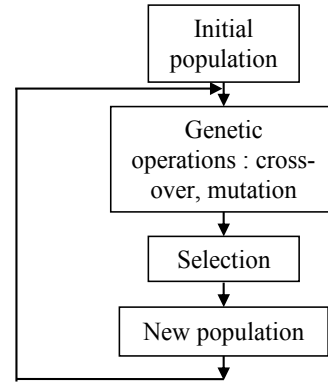 Initial
population
Genetic
operations : cross-
over, mutation
Selection
New population